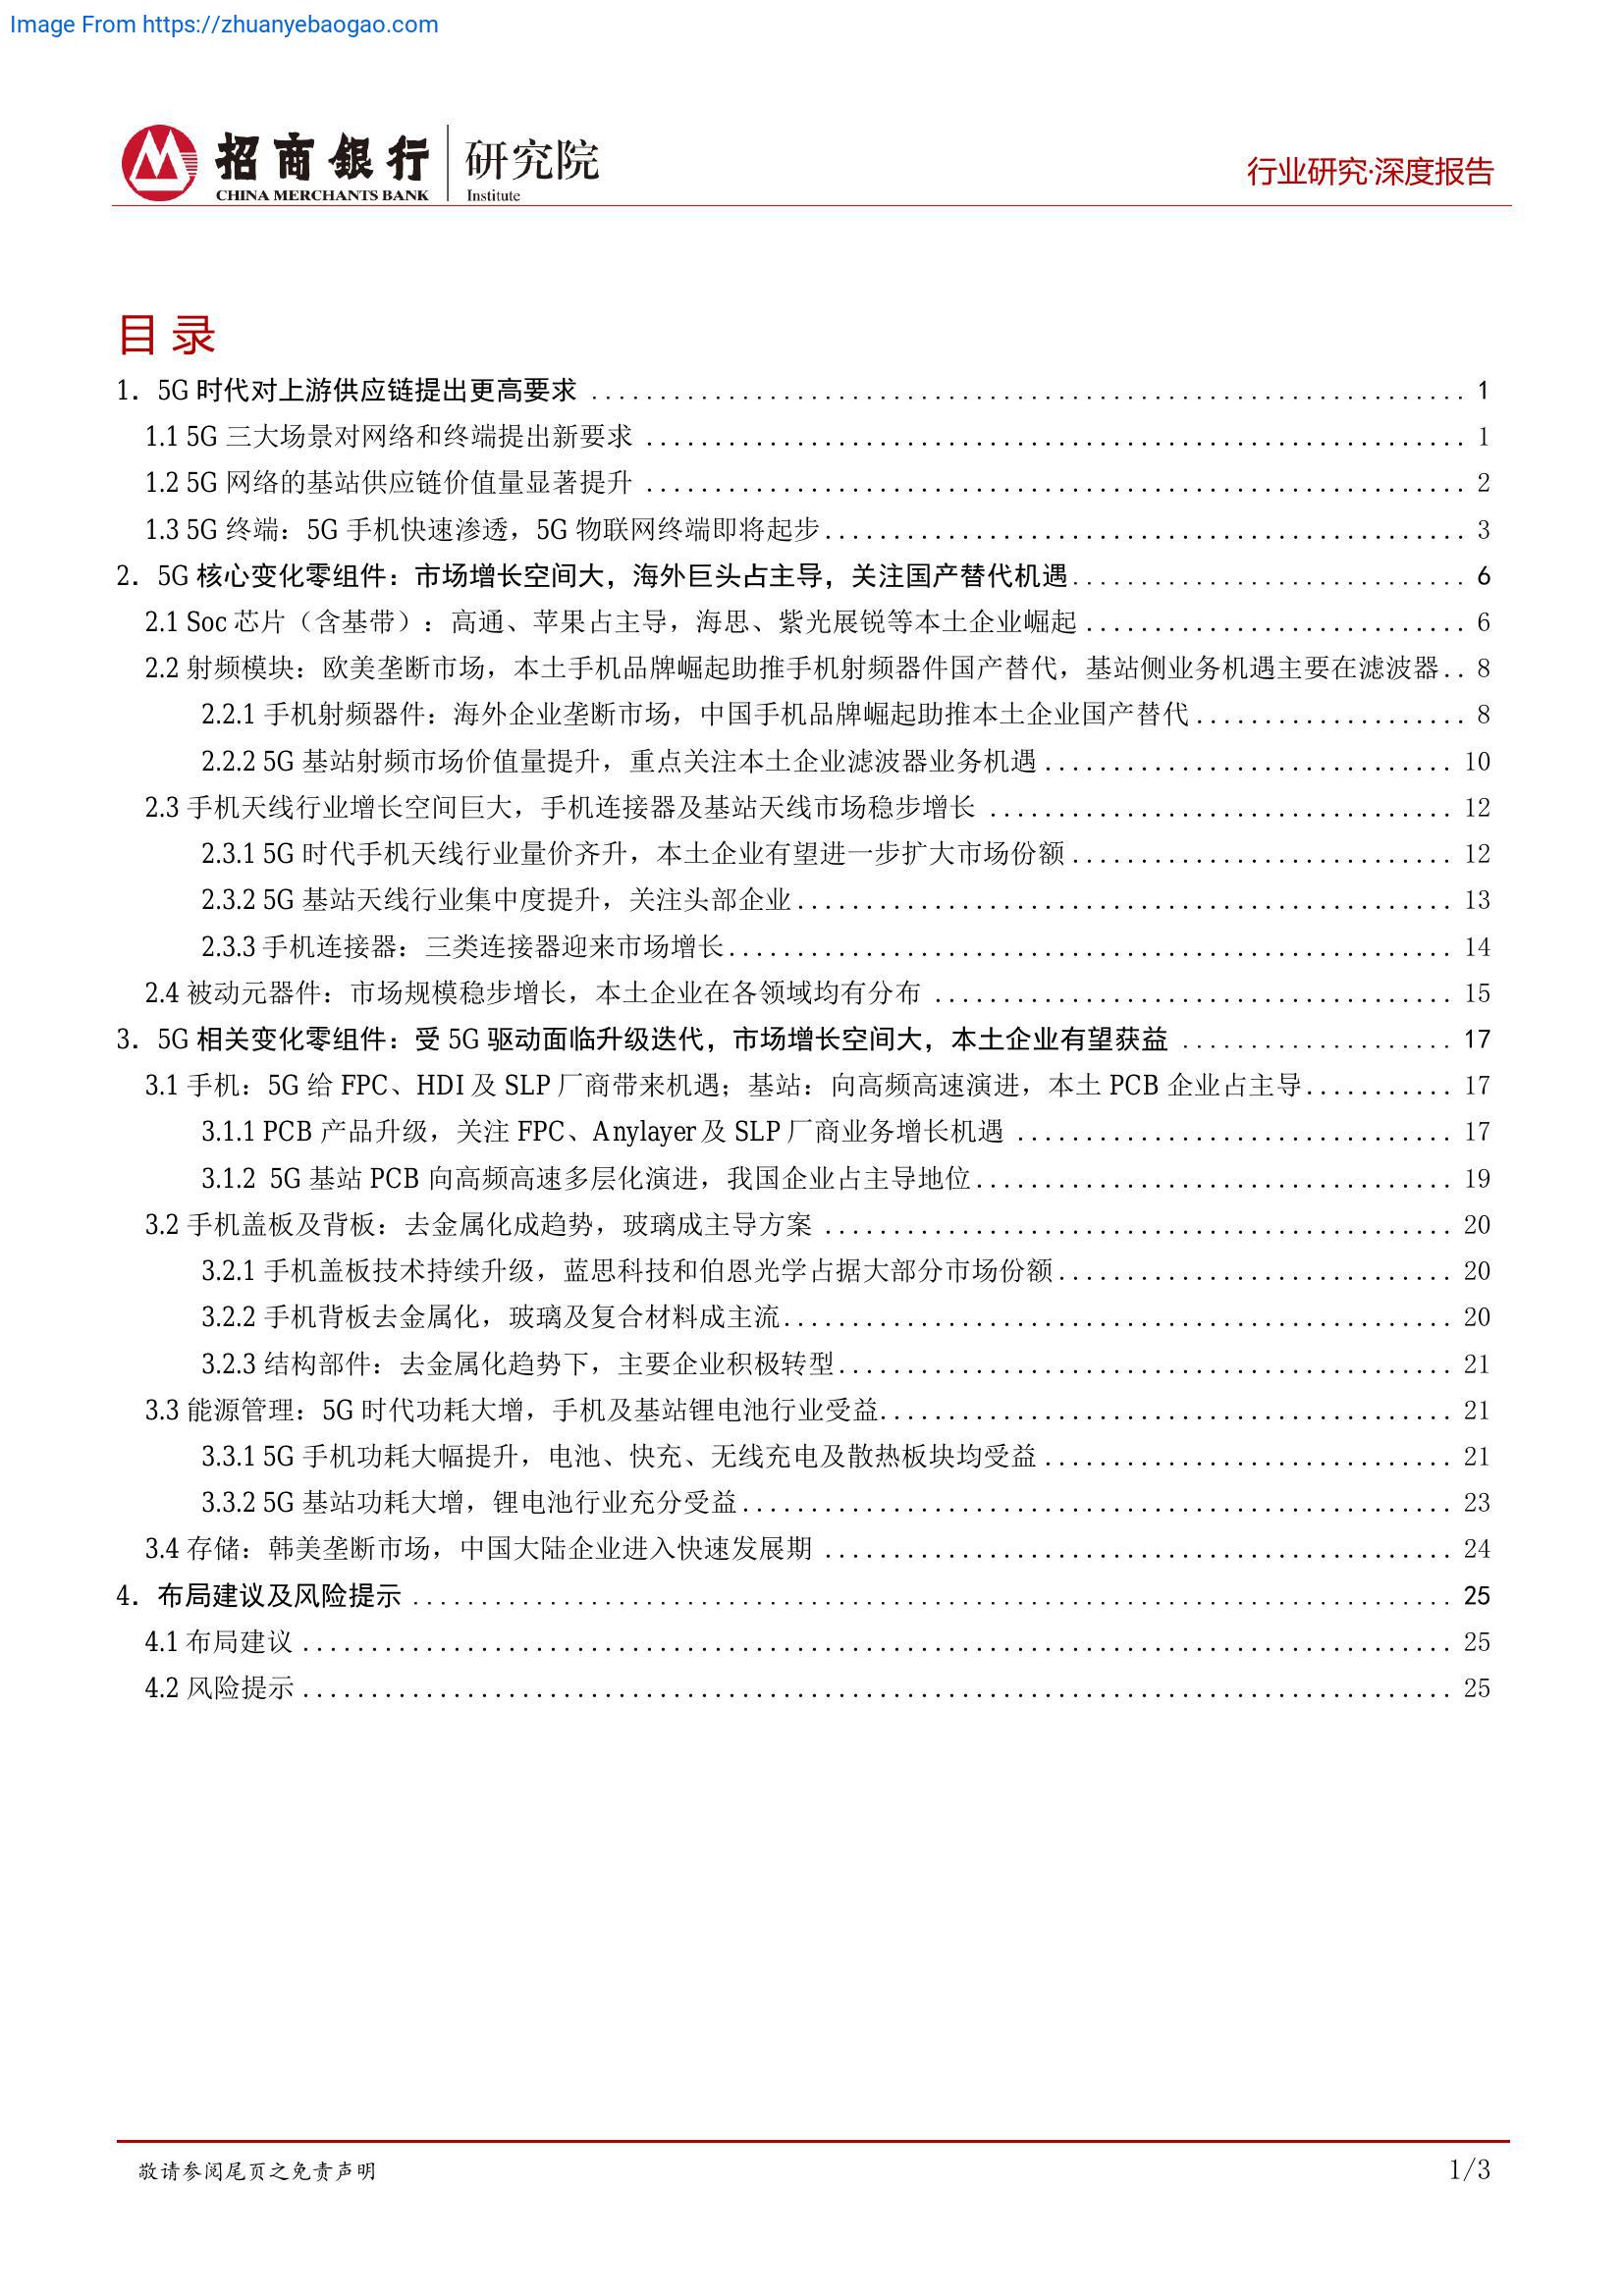 Image From https://zhuanyebaogao.com
招商銀行 研究院
CHINA MERCHANTS BANK Institute
行业研究·深度报告
目录
1. 5G 时代对上游供应链提出更高要求 1
1.1 5G 三大场景对网络和终端提出新要求 1
1.2 5G 网络的基站供应链价值量显著提升 2
1.3 5G 终端：5G 手机快速渗透，5G 物联网终端即将起步 3
2. 5G 核心变化零组件：市场增长空间大，海外巨头占主导，关注国产替代机遇 6
2.1 Soc 芯片（含基带）：高通、苹果占主导，海思、紫光展锐等本土企业崛起 6
2.2 射频模块：欧美垄断市场，本土手机品牌崛起助推手机射频器件国产替代，基站侧业务机遇主要在滤波器 8
2.2.1 手机射频器件：海外企业垄断市场，中国手机品牌崛起助推本土企业国产替代 8
2.2.2 5G 基站射频市场价值量提升，重点关注本土企业滤波器业务机遇 10
2.3 手机天线行业增长空间巨大，手机连接器及基站天线市场稳步增长 12
2.3.1 5G 时代手机天线行业量价齐升，本土企业有望进一步扩大市场份额 12
2.3.2 5G 基站天线行业集中度提升，关注头部企业 13
2.3.3 手机连接器：三类连接器迎来市场增长 14
2.4 被动元器件：市场规模稳步增长，本土企业在各领域均有分布 15
3. 5G 相关变化零组件：受 5G 驱动面临升级迭代，市场增长空间大，本土企业有望获益 17
3.1 手机：5G 给 FPC、HDI 及 SLP 厂商带来机遇；基站：向高频高速演进，本土 PCB 企业占主导 17
3.1.1 PCB 产品升级，关注 FPC、Anylayer 及 SLP 厂商业务增长机遇 17
3.1.2 5G 基站 PCB 向高频高速多层化演进，我国企业占主导地位 19
3.2 手机盖板及背板：去金属化成趋势，玻璃成主导方案 20
3.2.1 手机盖板技术持续升级，蓝思科技和伯恩光学占据大部分市场份额 20
3.2.2 手机背板去金属化，玻璃及复合材料成主流 20
3.2.3 结构部件：去金属化趋势下，主要企业积极转型 21
3.3 能源管理：5G 时代功耗大增，手机及基站锂电池行业受益 21
3.3.1 5G 手机功耗大幅提升，电池、快充、无线充电及散热板块均受益 21
3.3.2 5G 基站功耗大增，锂电池行业充分受益 23
3.4 存储：韩美垄断市场，中国大陆企业进入快速发展期 24
4. 布局建议及风险提示 25
4.1 布局建议 25
4.2 风险提示 25
敬请参阅尾页之免责声明
1/3